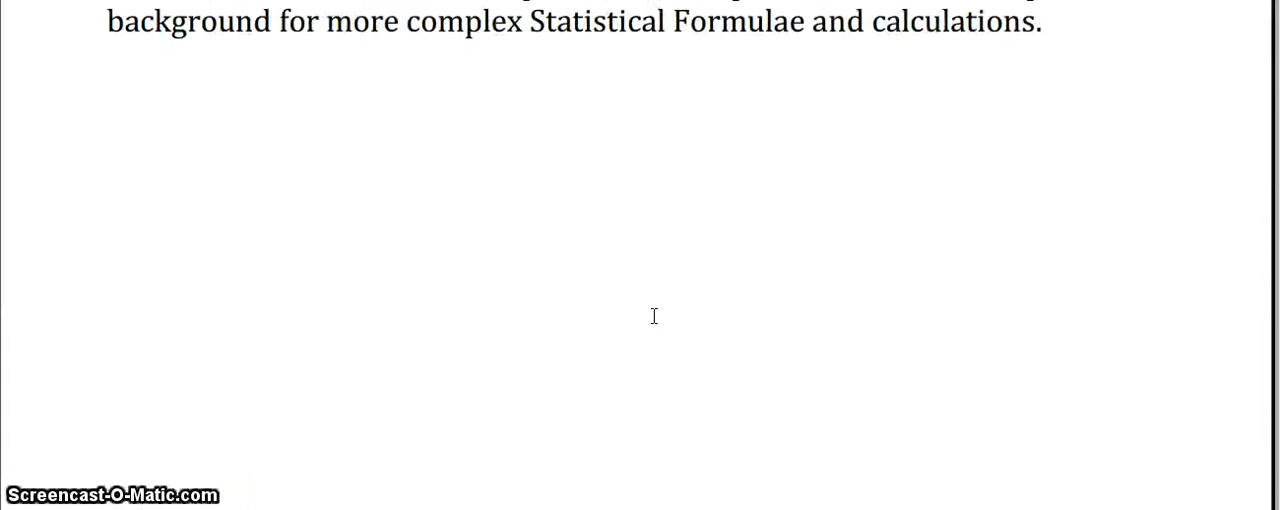 background for more complex Statistical Formulae and calculations.
Screencast-O-Matic.com